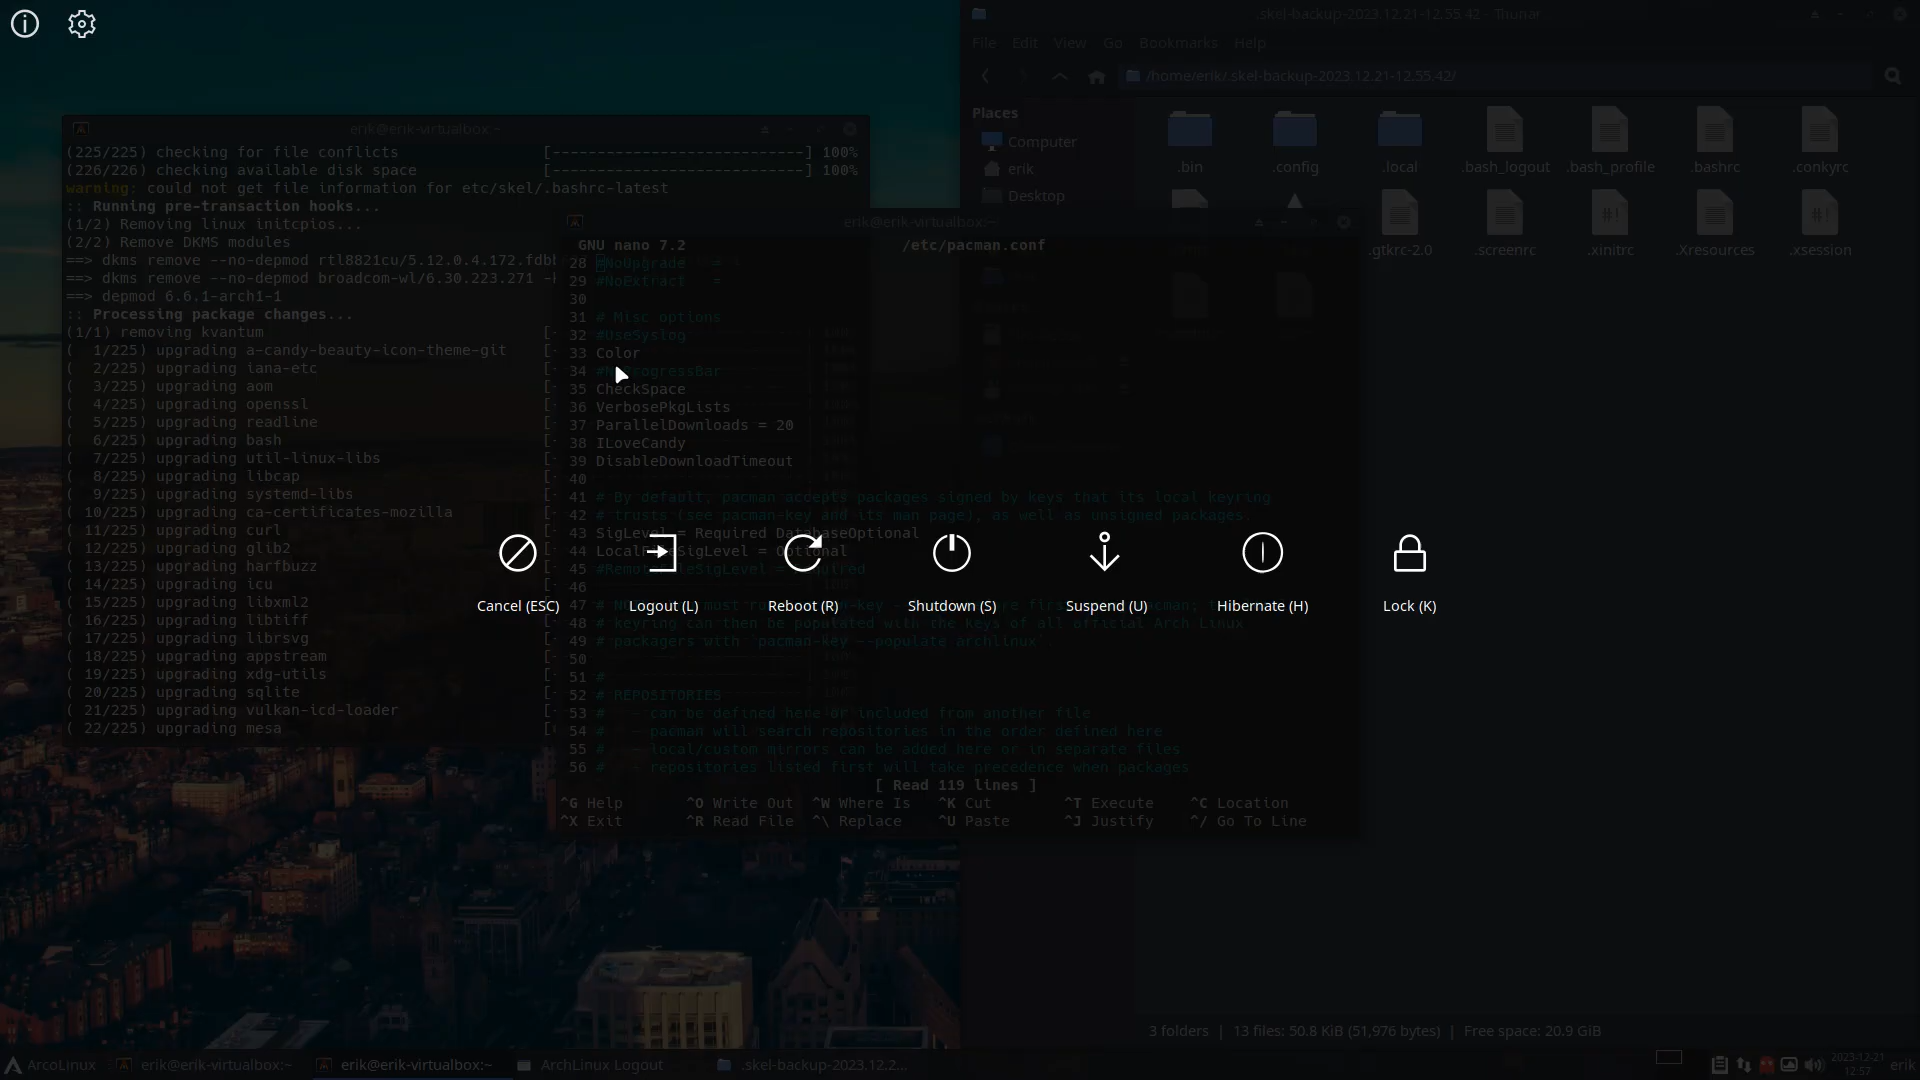 .skel-backup-2023.12.21-12.55.42 - Thunar
File Edit View Go Bookmarks Help
/home/erik/.skel-backup-2023.12.21-12.55.42/
Places
Computer
erik
Desktop
.bin .config .local .bash_logout .bash_profile .bashrc .conkyrc
.gtkrc-2.0 .screenrc .xinitrc .Xresources .xsession
3 folders | 13 files: 50.8 KiB (51,976 bytes) | Free space: 20.9 GiB
erik@erik-virtualbox:~
(225/225) checking for file conflicts [----------------------------] 100%
(226/226) checking available disk space [----------------------------] 100%
warning: could not get file information for etc/skel/.bashrc-latest
:: Running pre-transaction hooks...
(1/2) Removing linux initcpios...
(2/2) Remove DKMS modules
==> dkms remove --no-depmod rtl8821cu/5.12.0.4.172.fdb
==> dkms remove --no-depmod broadcom-wl/6.30.223.271 -
==> depmod 6.6.1-arch1-1
:: Processing package changes...
(1/1) removing kvantum [-
( 1/225) upgrading a-candy-beauty-icon-theme-git [-
( 2/225) upgrading iana-etc [-
( 3/225) upgrading aom [-
( 4/225) upgrading openssl [-
( 5/225) upgrading readline [-
( 6/225) upgrading bash [-
( 7/225) upgrading util-linux-libs [-
( 8/225) upgrading libcap [-
( 9/225) upgrading systemd-libs [-
( 10/225) upgrading ca-certificates-mozilla [-
( 11/225) upgrading curl [-
( 12/225) upgrading glib2 [-
( 13/225) upgrading harfbuzz [-
( 14/225) upgrading icu [-
( 15/225) upgrading libxml2 [-
( 16/225) upgrading libtiff [-
( 17/225) upgrading librsvg [-
( 18/225) upgrading appstream [-
( 19/225) upgrading xdg-utils [-
( 20/225) upgrading sqlite [-
( 21/225) upgrading vulkan-icd-loader [-
( 22/225) upgrading mesa [
erik@erik-virtualbox:~
GNU nano 7.2 /etc/pacman.conf
28 #NoUpgrade =
29 #NoExtract =
30
31 # Misc options
32 #UseSyslog
33 Color
34 #NoProgressBar
35 CheckSpace
36 VerbosePkgLists
37 ParallelDownloads = 20
38 ILoveCandy
39 DisableDownloadTimeout
40
41 # By default, pacman accepts packages signed by keys that its local keyring
42 # trusts (see pacman-key and its man page), as well as unsigned packages.
43 SigLevel = Required DatabaseOptional
44 LocalFileSigLevel = Optional
45 #RemoteFileSigLevel = Required
46
47 # must pacman;
48 # keyring can then be populated with the keys of all official Arch Linux
49 # packagers with `pacman-key --populate archlinux`.
50
51 #
52 # REPOSITORIES
53 # - can be defined here or included from another file
54 # - pacman will search repositories in the order defined here
55 # - local/custom mirrors can be added here or in separate files
56 # - repositories listed first will take precedence when packages
[ Read 119 lines ]
^G Help ^O Write Out ^W Where Is ^K Cut ^T Execute ^C Location
^X Exit ^R Read File ^\ Replace ^U Paste ^J Justify ^/ Go To Line
Cancel (ESC) Logout (L) Reboot (R) Shutdown (S) Suspend (U) Hibernate (H) Lock (K)
ArcoLinux erik@erik-virtualbox:~ erik@erik-virtualbox:~ ArchLinux Logout .skel-backup-2023.12.2... 2023-12-21
12:57 erik